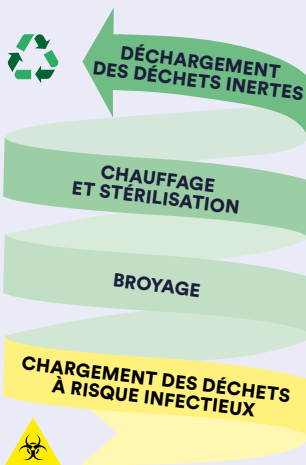 DÉCHARGEMENT
DES DÉCHETS INERTES
CHAUFFAGE
ET STÉRILISATION
BROYAGE
CHARGEMENT DES DÉCHETS
À RISQUE INFECTIEUX